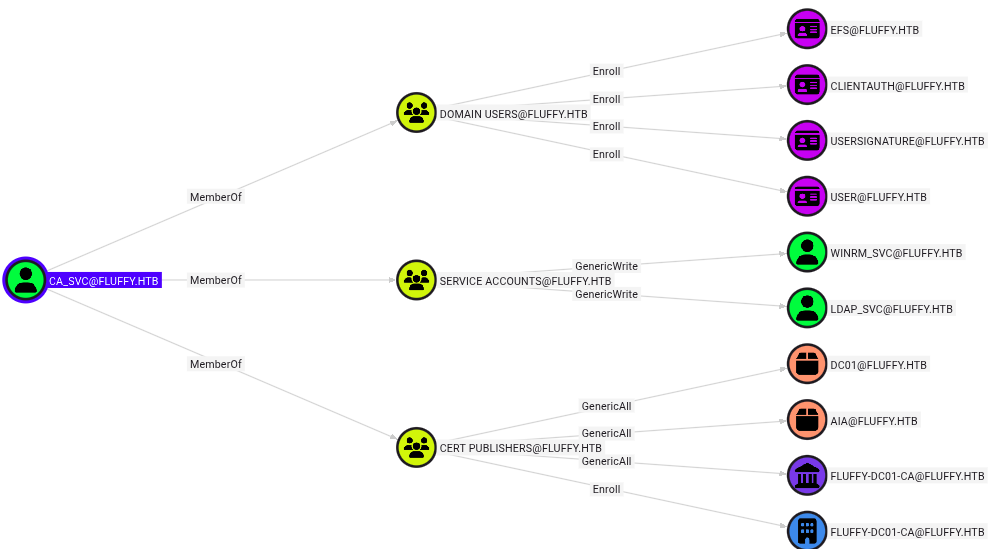 EFS@FLUFFY.HTB
Enroll
CLIENTAUTH@FLUFFY.HTB
Enroll
DOMAIN USERS@FLUFFY.HTB
Enroll
USERSIGNATURE@FLUFFY.HTB
Enroll
MemberOf
USER@FLUFFY.HTB
WINRM_SVC@FLUFFY.HTB
GenericWrite
CA_SVC@FLUFFY.HTB
MemberOf
SERVICE ACCOUNTS@FLUFFY.HTB
GenericWrite
LDAP_SVC@FLUFFY.HTB
MemberOf
DC01@FLUFFY.HTB
GenericAll
AIA@FLUFFY.HTB
GenericAll
CERT PUBLISHERS@FLUFFY.HTB
GenericAll
FLUFFY-DC01-CA@FLUFFY.HTB
Enroll
FLUFFY-DC01-CA@FLUFFY.HTB